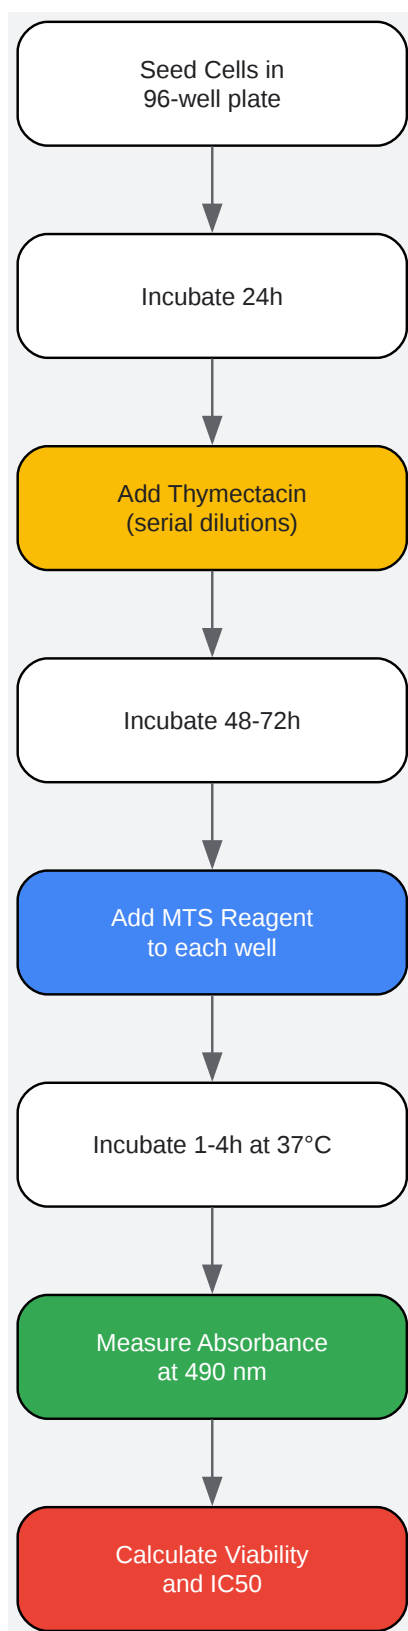 Seed Cells in
96-well plate
Incubate 24h
Add Thymectacin
(serial dilutions)
Incubate 48-72h
Add MTS Reagent
to each well
Incubate 1-4h at 37°C
Measure Absorbance
at 490 nm
Calculate Viability
and IC50